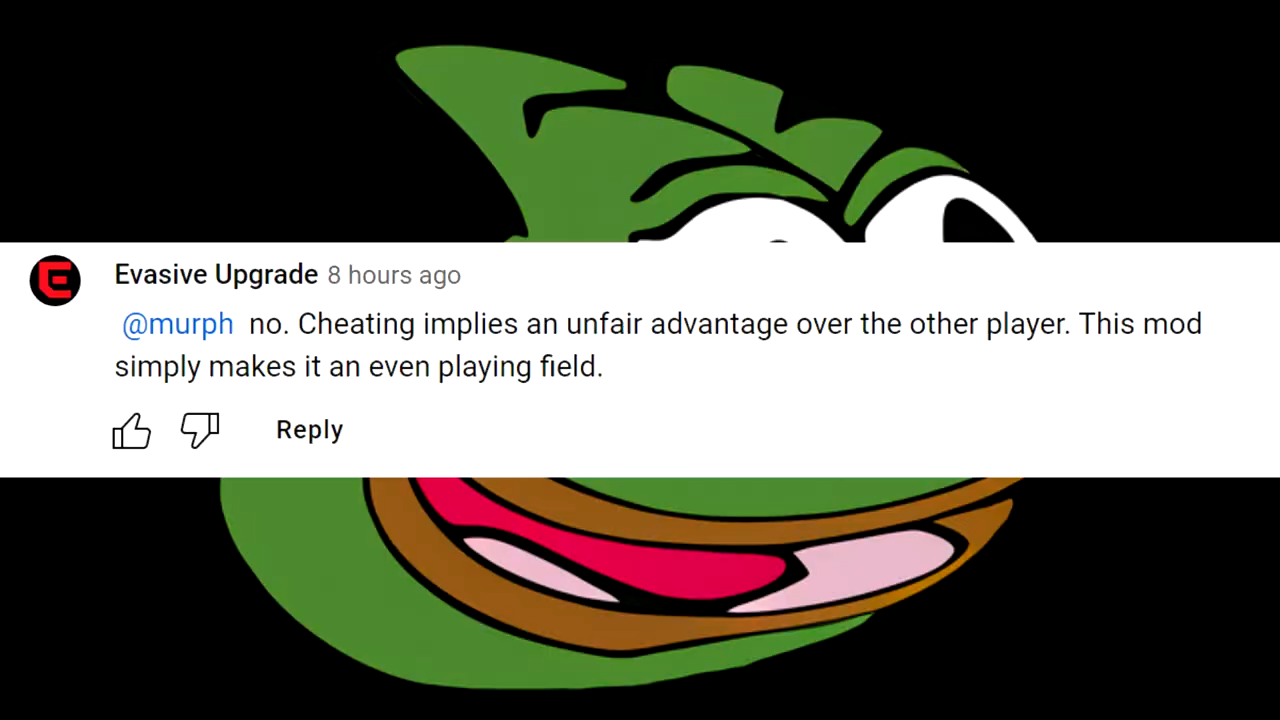 Evasive Upgrade 8 hours ago
@murph no. Cheating implies an unfair advantage over the other player. This mod
simply makes it an even playing field.
Reply